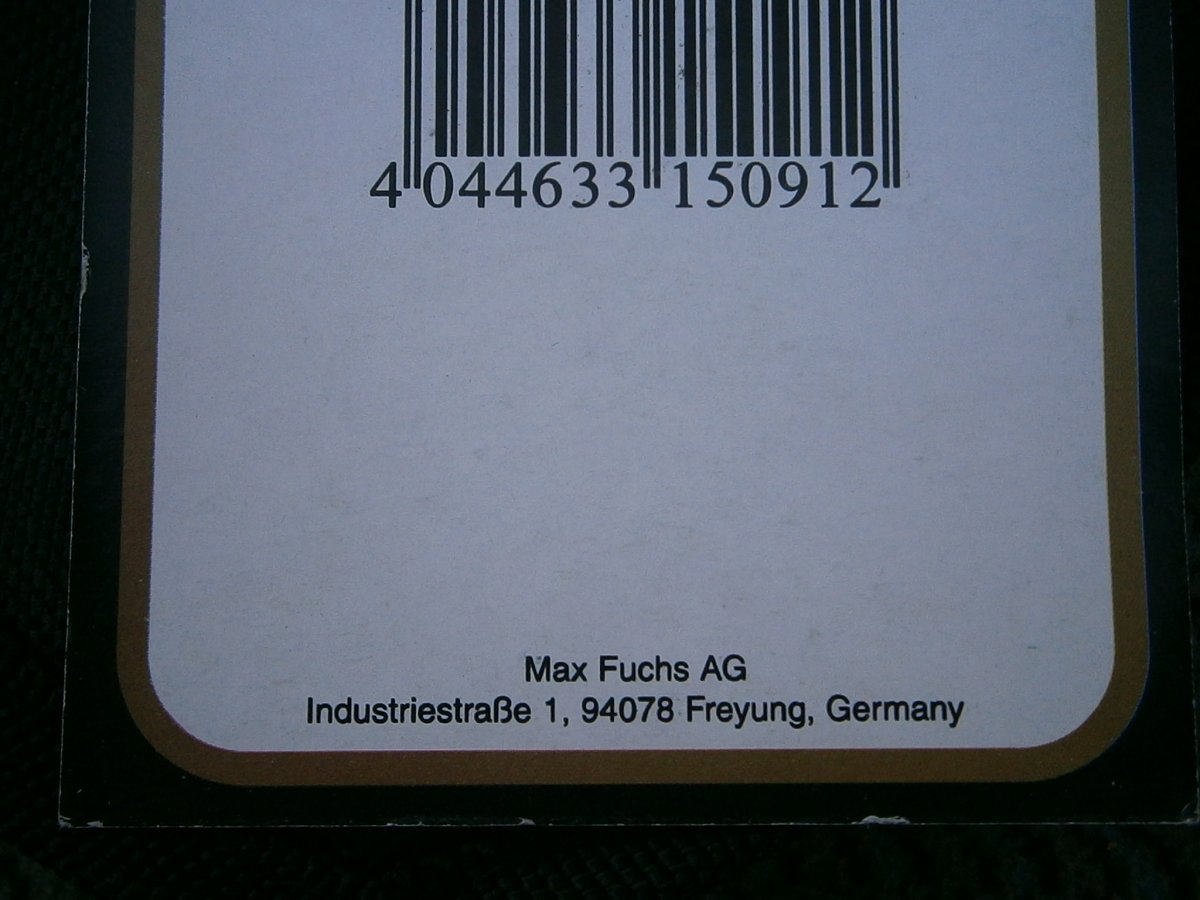 4 044633 150912
Max Fuchs AG
Industriestraße 1, 94078 Freyung, Germany